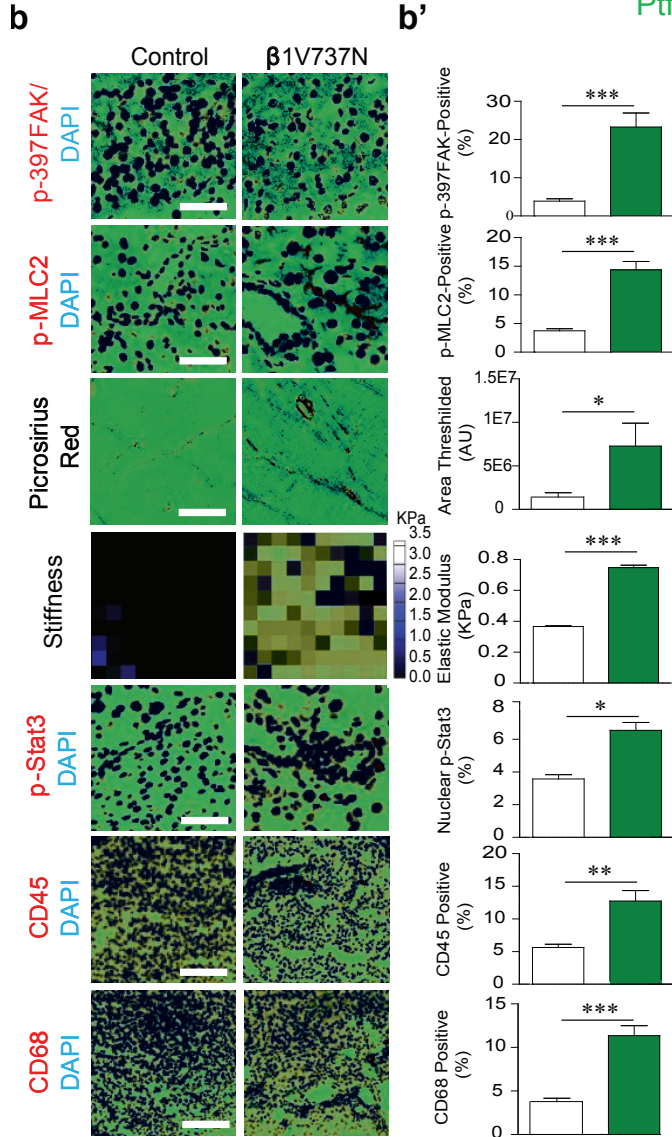 b
b'
Ptf
Control
β1V737N
p-397FAK/
DAPI
p-397FAK-Positive
(%)
30
20
10
0
***
p-MLC2
DAPI
p-MLC2-Positive
(%)
20
15
10
5
0
***
Picrosirius
Red
Area Threshilded
(AU)
1.5E7
5E6
0
*
Stiffness
KPa
3.5
3.0
2.5
2.0
1.5
1.0
0.5
0.0
Elastic Modulus
(KPa)
0.8
0.4
0.2
0
***
p-Stat3
DAPI
Nuclear p-Stat3
(%)
8
6
4
2
0
*
CD45
DAPI
CD45 Positive
(%)
20
15
10
5
0
**
CD68
DAPI
CD68 Positive
(%)
15
10
5
0
***